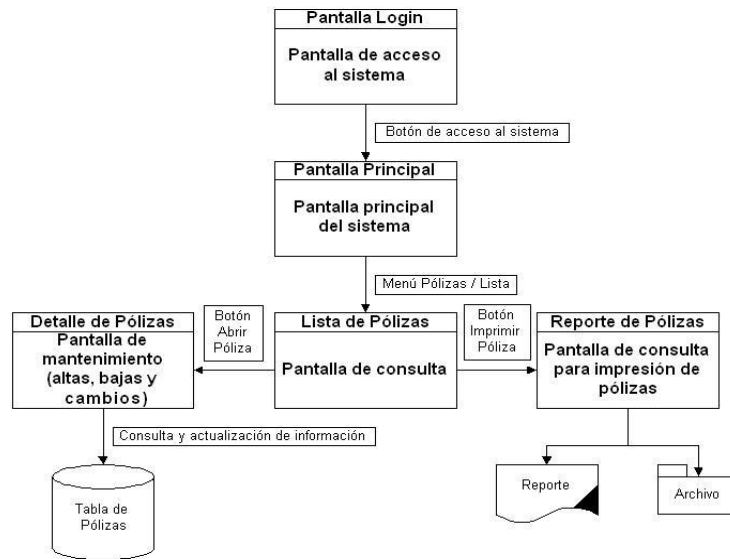 Pantalla Login
Pantalla de acceso
al sistema
Botón de acceso al sistema
Pantalla Principal
Pantalla principal
del sistema
Menú Pólizas / Lista
Detalle de Pólizas
Pantalla de
mantenimiento
(altas, bajas y
cambios)
Botón
Abrir
Póliza
Lista de Pólizas
Pantalla de consulta
Botón
Imprimir
Póliza
Reporte de Pólizas
Pantalla de consulta
para impresión de
pólizas
Consulta y actualización de información
Tabla de
Pólizas
Reporte
Archivo